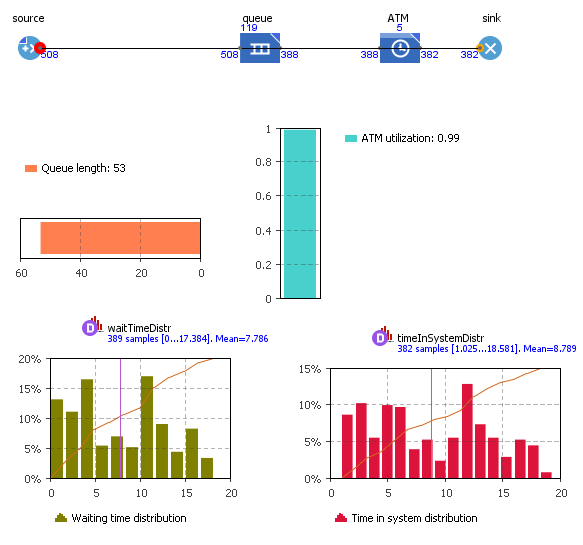 source queue ATM sink
119 5
508 508 388 388 382 382
1
ATM utilization: 0.99
0.8
Queue length: 53
0.6
0.4
0.2
60 40 20 0
0
waitTimeDistr
389 samples [0...17.384]. Mean=7.786
timeInSystemDistr
382 samples [1.025...18.581]. Mean=8.789
20%
15%
10%
5%
0%
0 5 10 15 20
Waiting time distribution
15%
10%
5%
0%
0 5 10 15 20
Time in system distribution